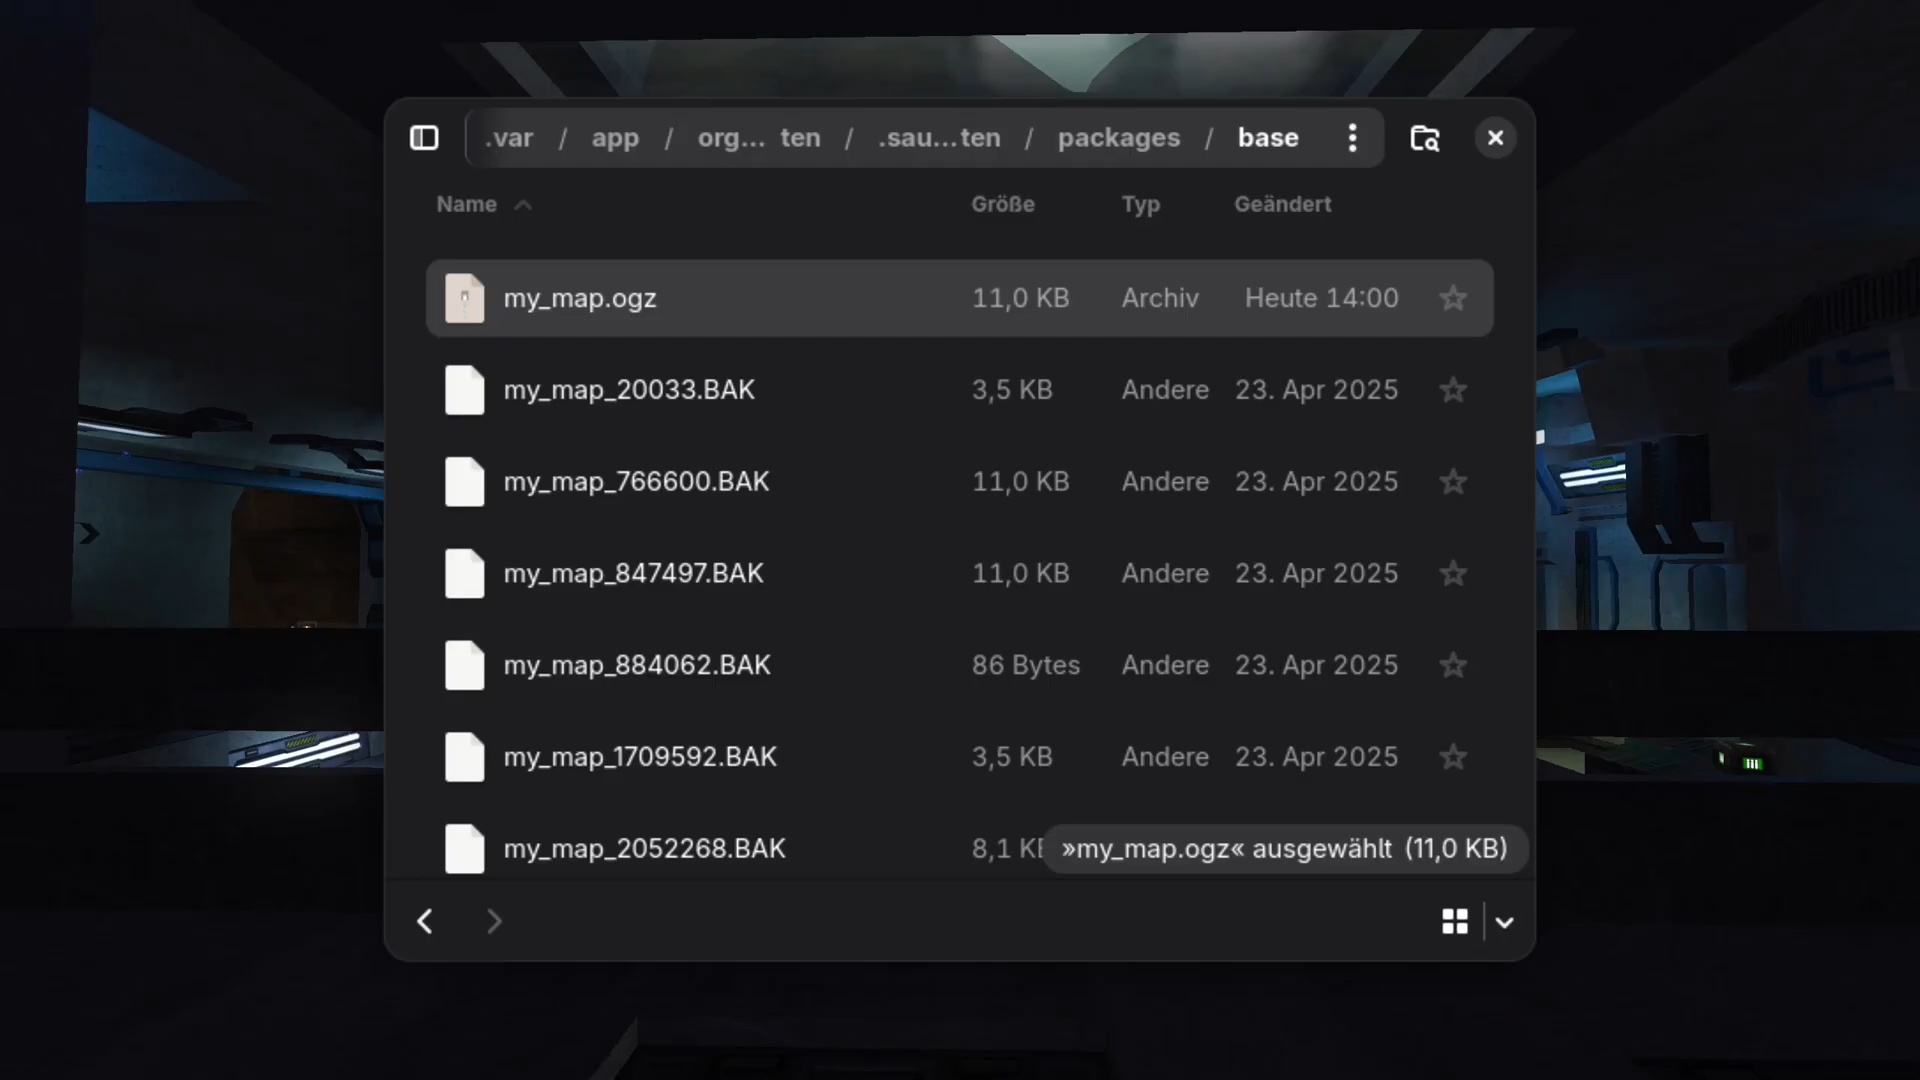 .var / app / org... ten / .sau...ten / packages / base
Name Größe Typ Geändert
my_map.ogz 11,0 KB Archiv Heute 14:00
my_map_20033.BAK 3,5 KB Andere 23. Apr 2025
my_map_766600.BAK 11,0 KB Andere 23. Apr 2025
my_map_847497.BAK 11,0 KB Andere 23. Apr 2025
my_map_884062.BAK 86 Bytes Andere 23. Apr 2025
my_map_1709592.BAK 3,5 KB Andere 23. Apr 2025
my_map_2052268.BAK 8,1 KB
»my_map.ogz« ausgewählt (11,0 KB)